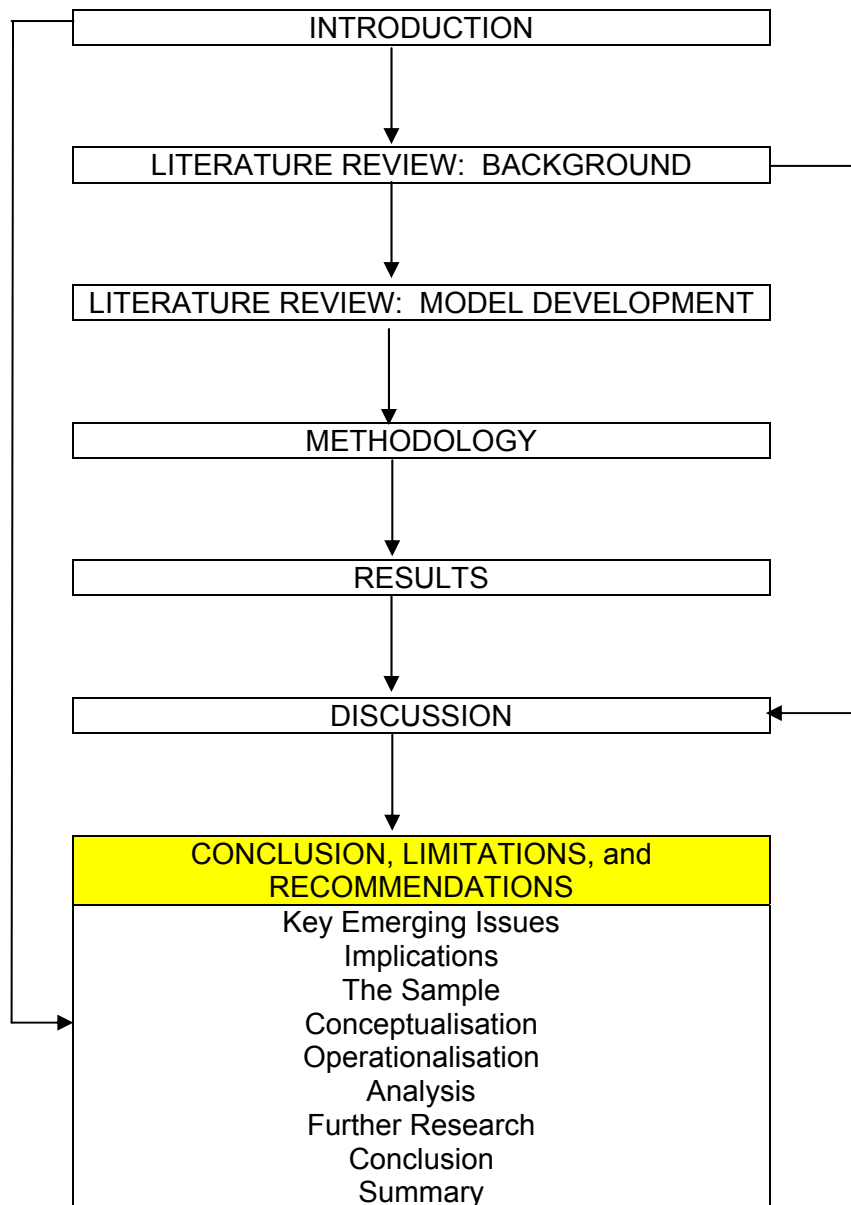 INTRODUCTION
LITERATURE REVIEW: BACKGROUND
LITERATURE REVIEW: MODEL DEVELOPMENT
METHODOLOGY
RESULTS
DISCUSSION
CONCLUSION, LIMITATIONS, and
RECOMMENDATIONS
Key Emerging Issues
Implications
The Sample
Conceptualisation
Operationalisation
Analysis
Further Research
Conclusion
Summary